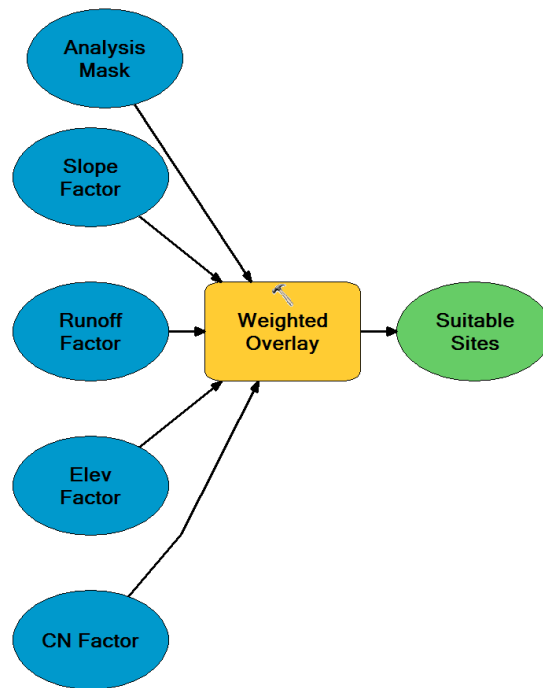 Analysis
Mask
Slope
Factor
Runoff
Factor
Weighted
Overlay
Suitable
Sites
Elev
Factor
CN Factor